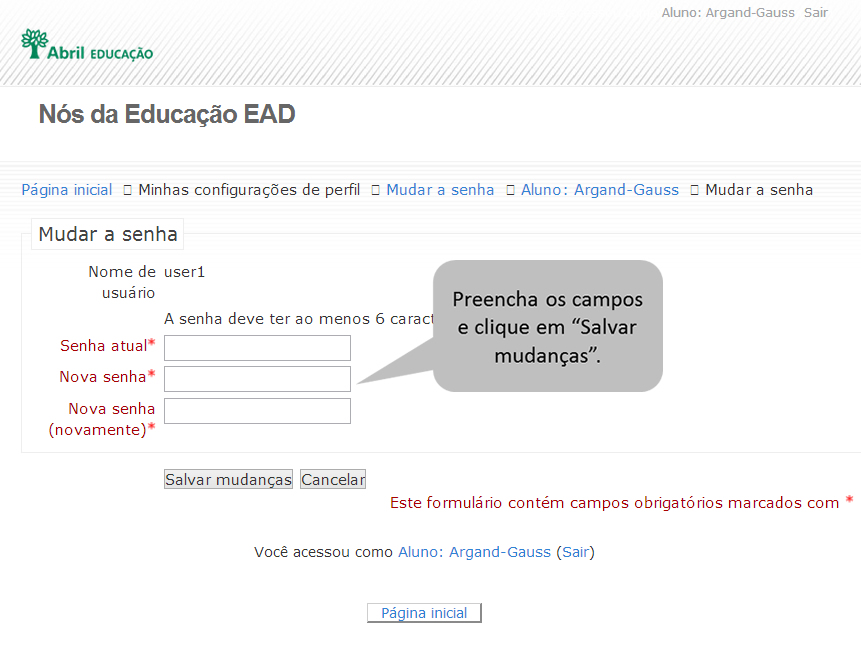 Aluno: Argand-Gauss Sair
Abril EDUCAÇÃO
Nós da Educação EAD
Página inicial Minhas configurações de perfil Mudar a senha Aluno: Argand-Gauss Mudar a senha
Mudar a senha
Nome de usuário user1
A senha deve ter ao menos 6 caract
Senha atual*
Nova senha*
Nova senha
(novamente)*
Preencha os campos
e clique em “Salvar
mudanças”.
Salvar mudanças Cancelar
Este formulário contém campos obrigatórios marcados com *
Você acessou como Aluno: Argand-Gauss (Sair)
Página inicial